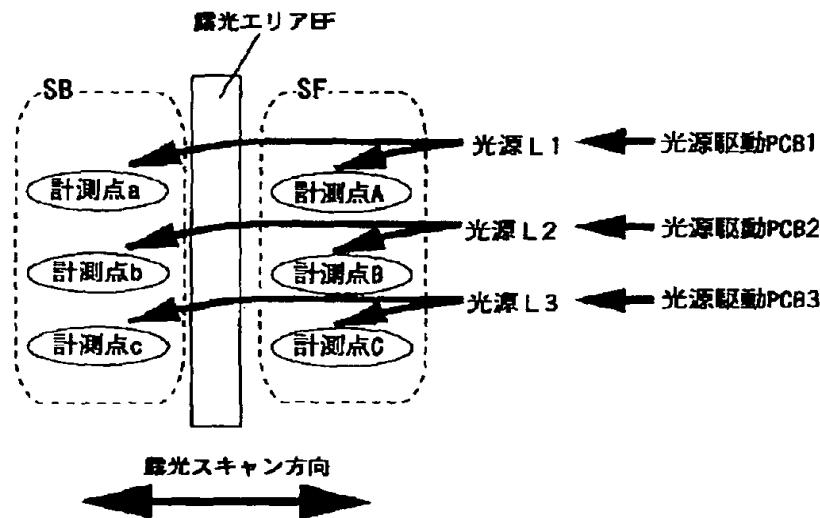 露光エリアEF
SB
SF
光源L1
光源駆動PCB1
計測点a
計測点A
光源L2
光源駆動PCB2
計測点b
計測点B
光源L3
光源駆動PCB3
計測点c
計測点C
露光スキャン方向